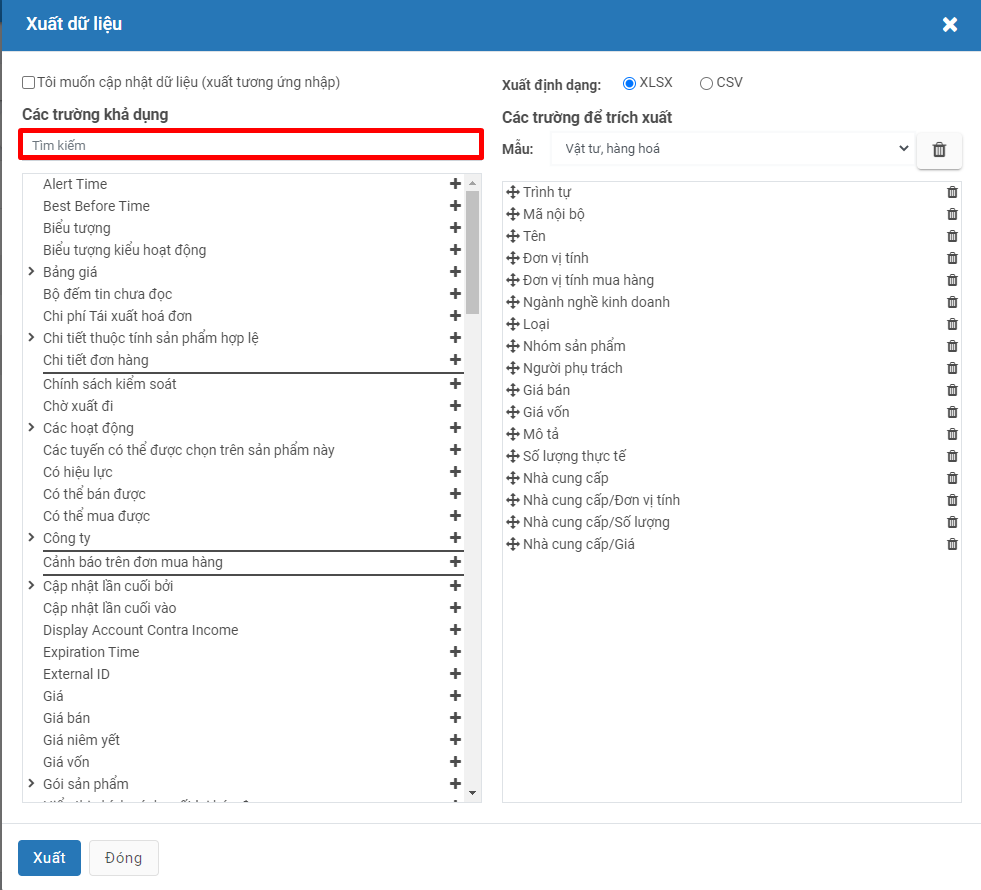 Xuất dữ liệu
Tôi muốn cập nhật dữ liệu (xuất tương ứng nhập)
Các trường khả dụng
Tìm kiếm
Alert Time
Best Before Time
Biểu tượng
Biểu tượng kiểu hoạt động
Bảng giá
Bộ đếm tin chưa đọc
Chi phí Tái xuất hoá đơn
Chi tiết thuộc tính sản phẩm hợp lệ
Chi tiết đơn hàng
Chính sách kiểm soát
Chờ xuất đi
Các hoạt động
Các tuyến có thể được chọn trên sản phẩm này
Có hiệu lực
Có thể bán được
Có thể mua được
Công ty
Cảnh báo trên đơn mua hàng
Cập nhật lần cuối bởi
Cập nhật lần cuối vào
Display Account Contra Income
Expiration Time
External ID
Giá
Giá bán
Giá niêm yết
Giá vốn
Gói sản phẩm
Xuất định dạng:
XLSX
CSV
Các trường để trích xuất
Mẫu:
Vật tư, hàng hoá
Trình tự
Mã nội bộ
Tên
Đơn vị tính
Đơn vị tính mua hàng
Ngành nghề kinh doanh
Loại
Nhóm sản phẩm
Người phụ trách
Giá bán
Giá vốn
Mô tả
Số lượng thực tế
Nhà cung cấp
Nhà cung cấp/Đơn vị tính
Nhà cung cấp/Số lượng
Nhà cung cấp/Giá
Xuất
Đóng